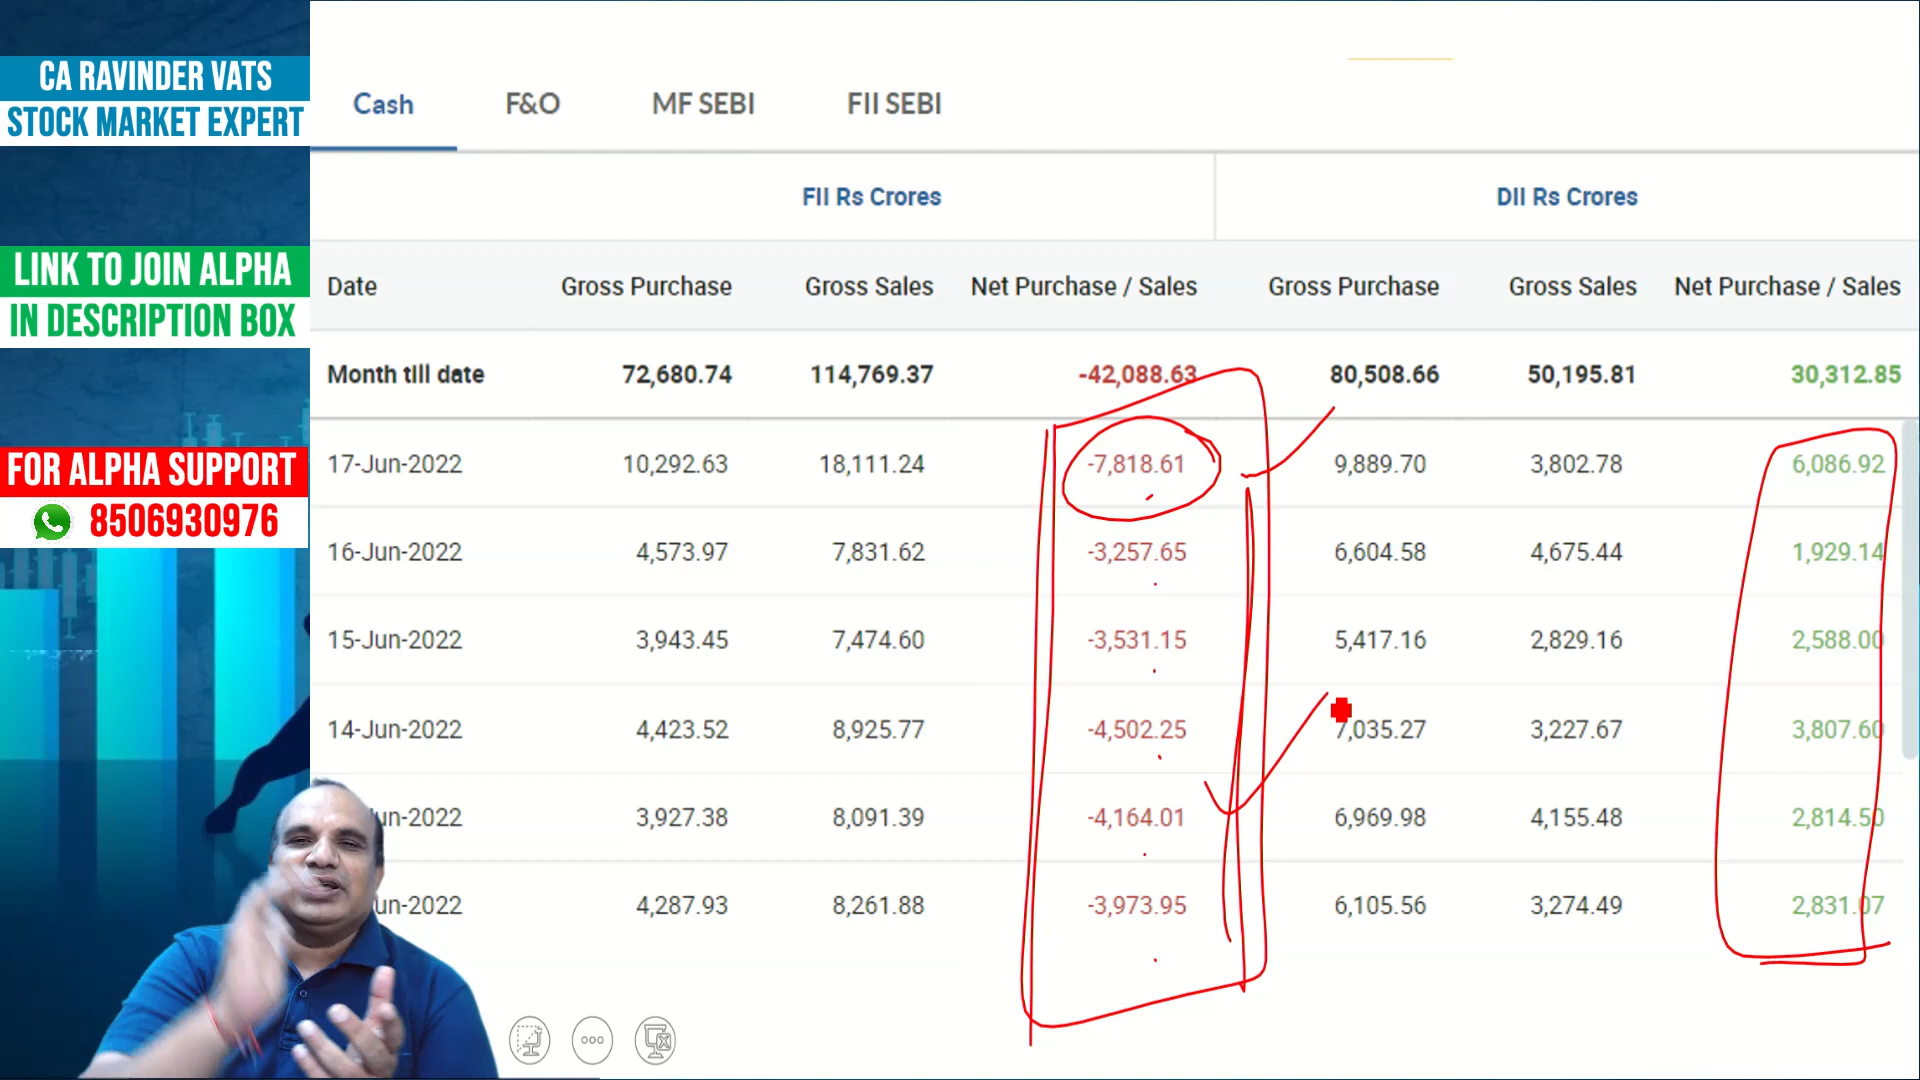 CA RAVINDER VATS
STOCK MARKET EXPERT
LINK TO JOIN ALPHA
IN DESCRIPTION BOX
FOR ALPHA SUPPORT
8506930976
Cash F&O MF SEBI FII SEBI
FII Rs Crores DII Rs Crores
Date Gross Purchase Gross Sales Net Purchase / Sales Gross Purchase Gross Sales Net Purchase / Sales
Month till date 72,680.74 114,769.37 -42,088.63 80,508.66 50,195.81 30,312.85
17-Jun-2022 10,292.63 18,111.24 -7,818.61 9,889.70 3,802.78 6,086.92
16-Jun-2022 4,573.97 7,831.62 -3,257.65 6,604.58 4,675.44 1,929.14
15-Jun-2022 3,943.45 7,474.60 -3,531.15 5,417.16 2,829.16 2,588.00
14-Jun-2022 4,423.52 8,925.77 -4,502.25 7,035.27 3,227.67 3,807.60
un-2022 3,927.38 8,091.39 -4,164.01 6,969.98 4,155.48 2,814.50
un-2022 4,287.93 8,261.88 -3,973.95 6,105.56 3,274.49 2,831.07